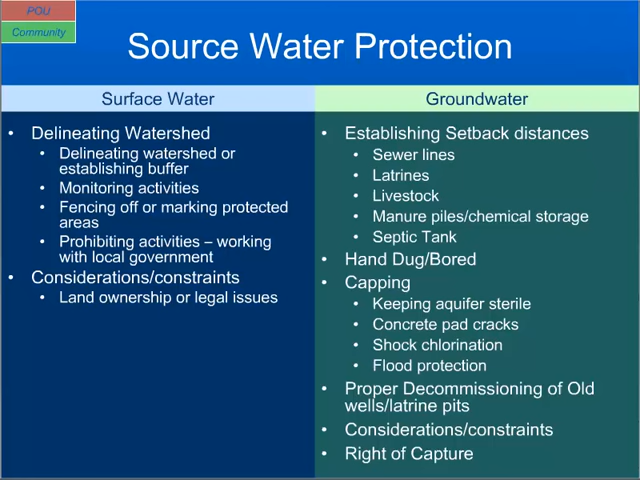 POU
Community
Source Water Protection
Surface Water
• Delineating Watershed
• Delineating watershed or
establishing buffer
• Monitoring activities
• Fencing off or marking protected
areas
• Prohibiting activities – working
with local government
• Considerations/constraints
• Land ownership or legal issues
Groundwater
• Establishing Setback distances
• Sewer lines
• Latrines
• Livestock
• Manure piles/chemical storage
• Septic Tank
• Hand Dug/Bored
• Capping
• Keeping aquifer sterile
• Concrete pad cracks
• Shock chlorination
• Flood protection
• Proper Decommissioning of Old
wells/latrine pits
• Considerations/constraints
• Right of Capture